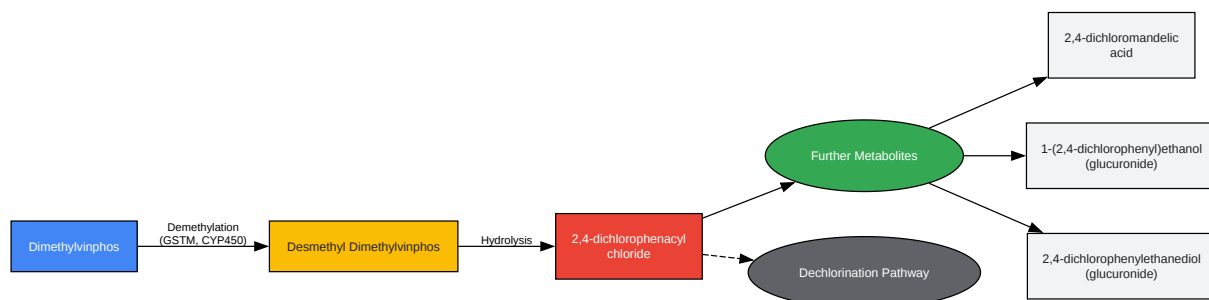 2,4-dichloromandelic
acid
Further Metabolites
1-(2,4-dichlorophenyl)ethanol
(glucuronide)
Demethylation
(GSTM, CYP450)
Dimethylvinphos
Desmethyl Dimethylvinphos
Hydrolysis
2,4-dichlorophenacyl
chloride
Dechlorination Pathway
2,4-dichlorophenylethanediol
(glucuronide)